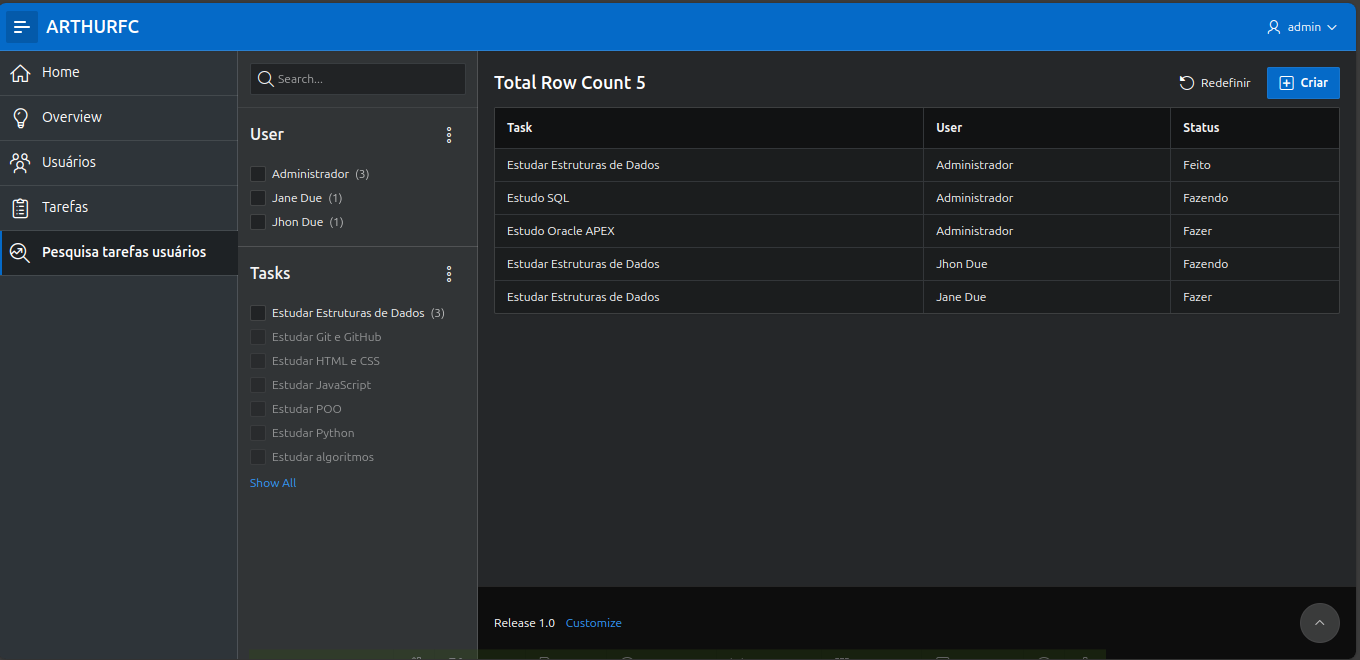 ARTHURFC
admin
Home
Overview
Usuários
Tarefas
Pesquisa tarefas usuários
Search...
User
Administrador (3)
Jane Due (1)
Jhon Due (1)
Tasks
Estudar Estruturas de Dados (3)
Estudar Git e GitHub
Estudar HTML e CSS
Estudar JavaScript
Estudar POO
Estudar Python
Estudar algoritmos
Show All
Total Row Count 5
Redefinir
Criar
Task User Status
Estudar Estruturas de Dados Administrador Feito
Estudo SQL Administrador Fazendo
Estudo Oracle APEX Administrador Fazer
Estudar Estruturas de Dados Jhon Due Fazendo
Estudar Estruturas de Dados Jane Due Fazer
Release 1.0 Customize